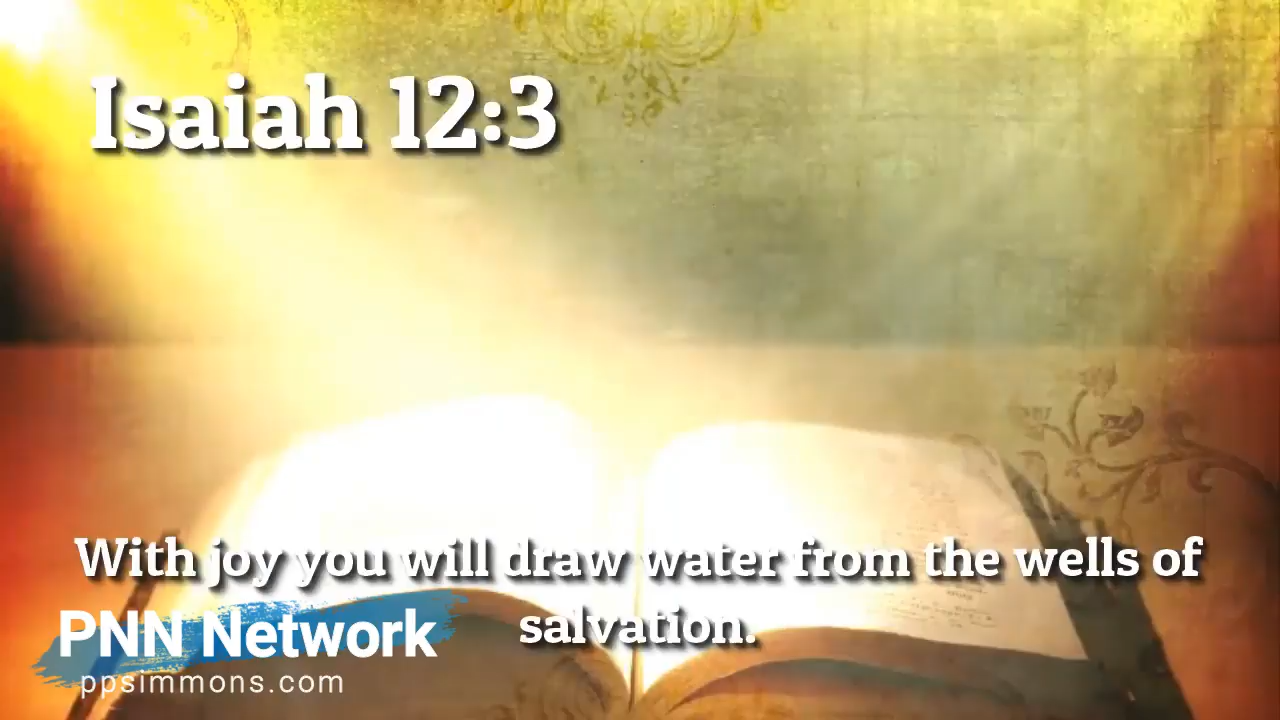 Isaiah 12:3
With joy you will draw water from the wells of
salvation.
PNN Network
ppsimmons.com